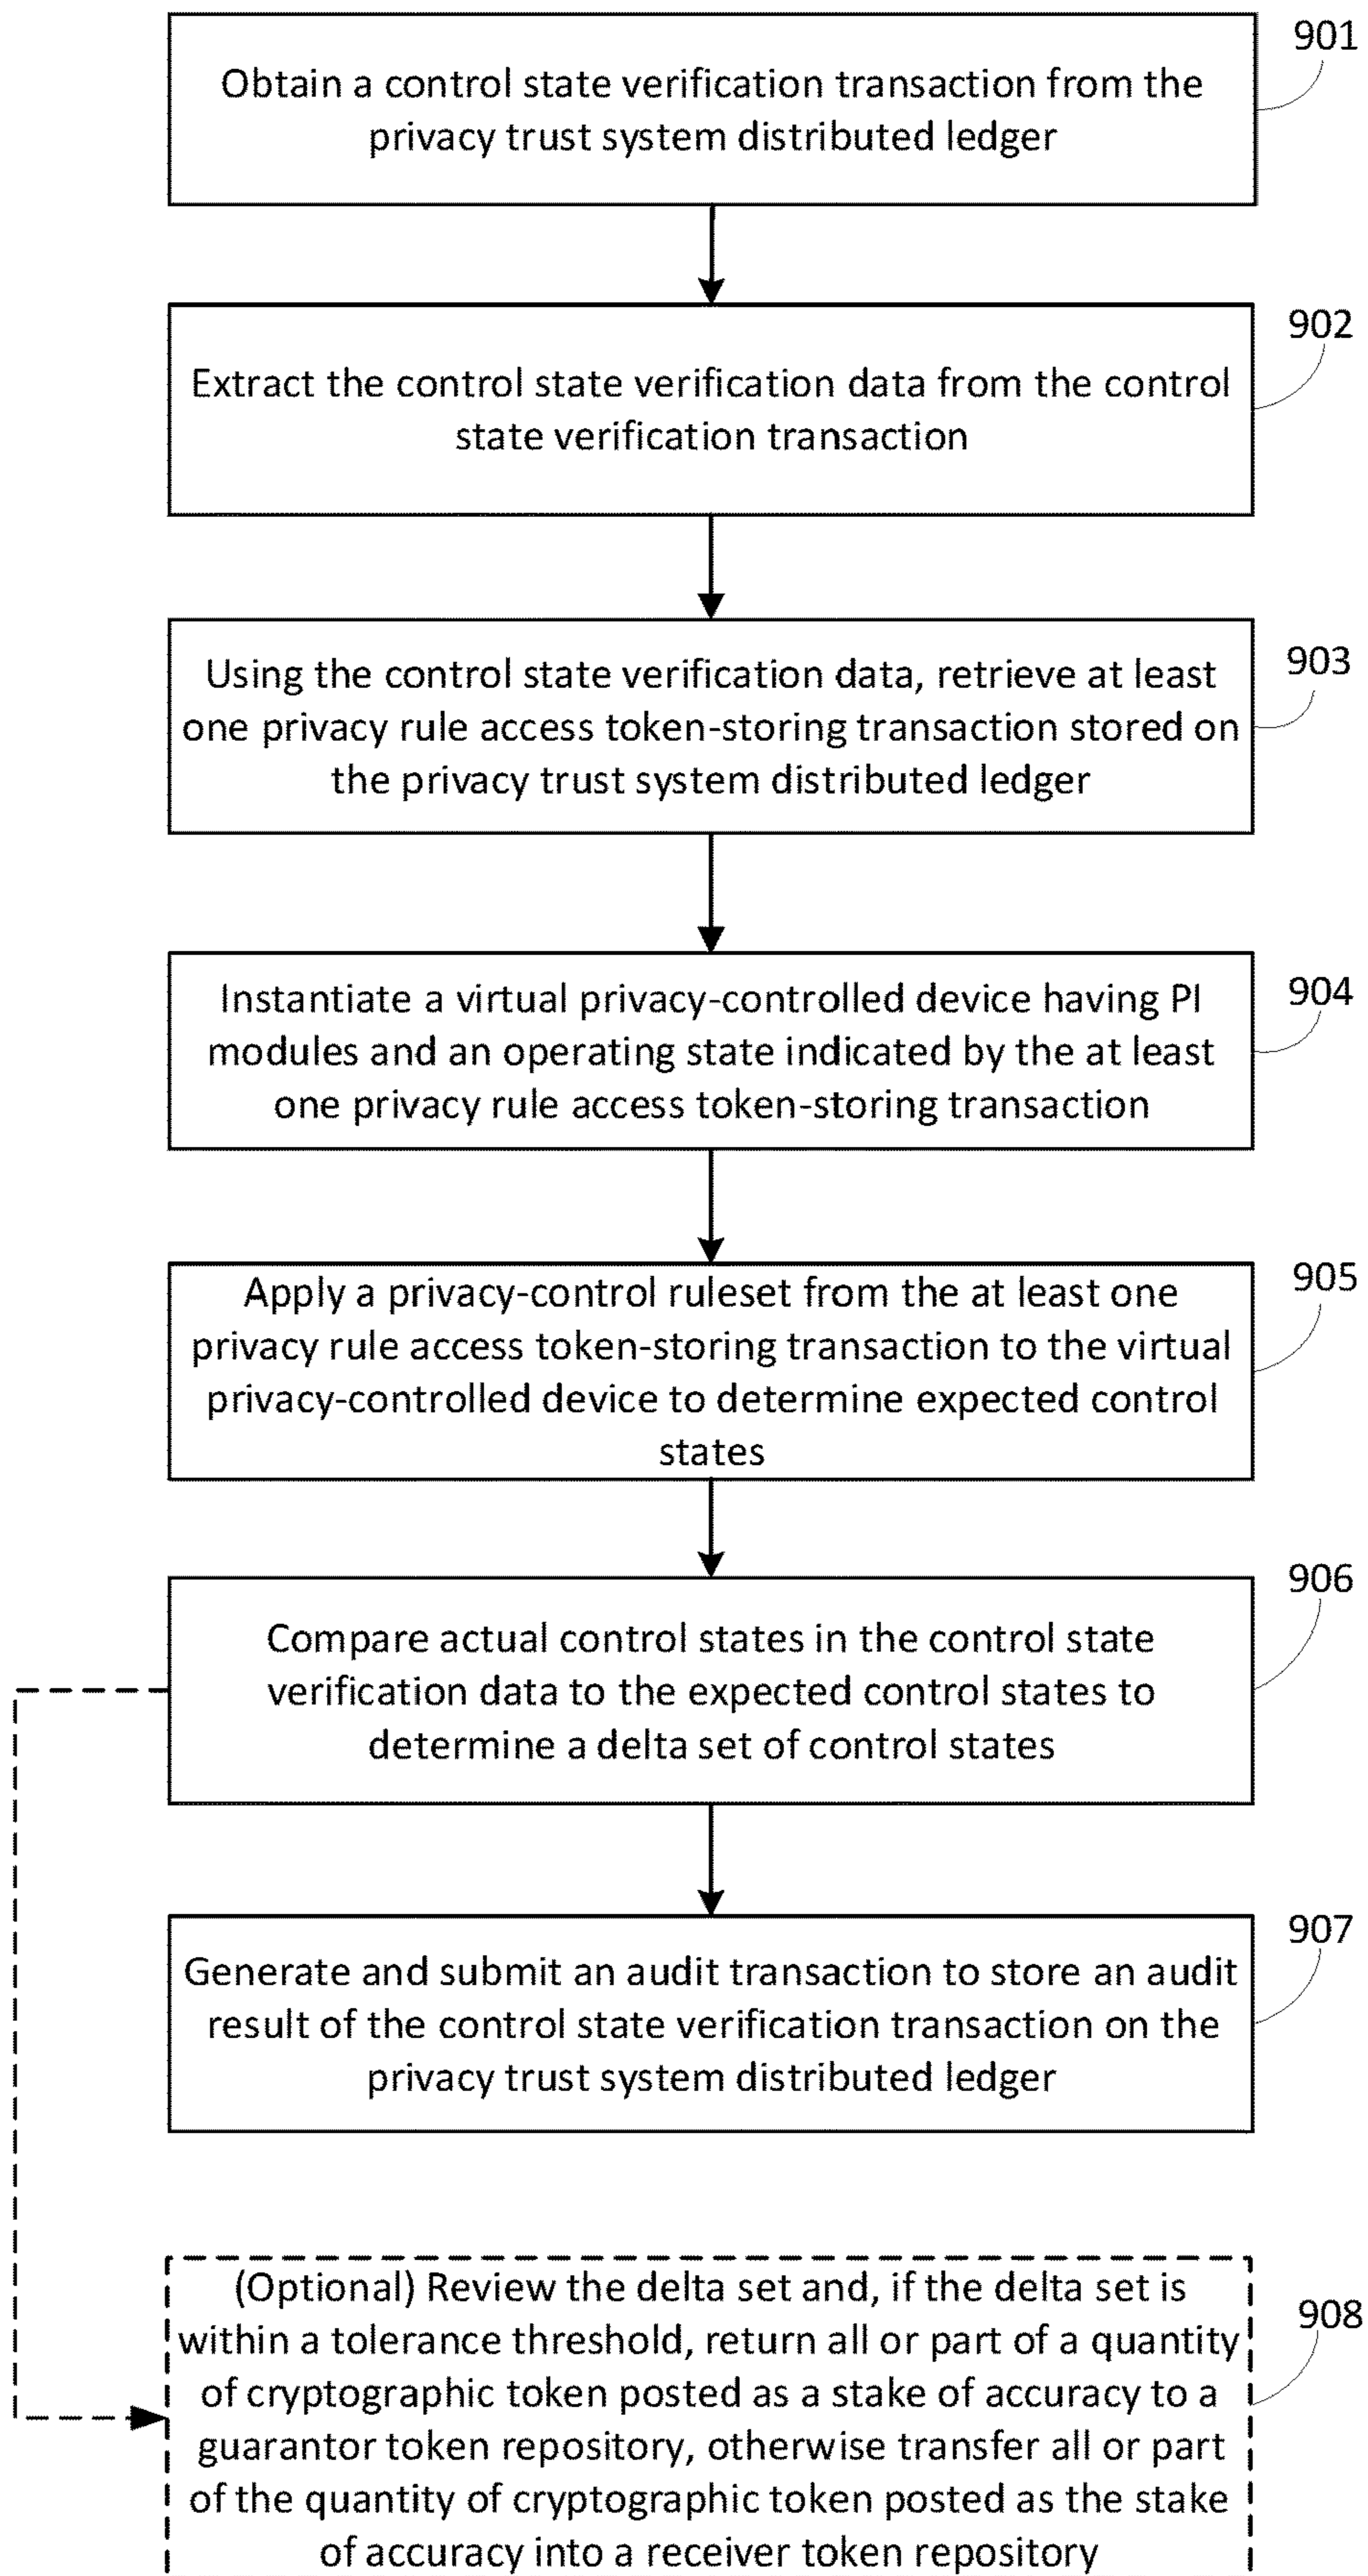 901
Obtain a control state verification transaction from the
privacy trust system distributed ledger
902
Extract the control state verification data from the control
state verification transaction
903
Using the control state verification data, retrieve at least
one privacy rule access token-storing transaction stored on
the privacy trust system distributed ledger
904
Instantiate a virtual privacy-controlled device having PI
modules and an operating state indicated by the at least
one privacy rule access token-storing transaction
905
Apply a privacy-control ruleset from the at least one
privacy rule access token-storing transaction to the virtual
privacy-controlled device to determine expected control
states
906
Compare actual control states in the control state
verification data to the expected control states to
determine a delta set of control states
907
Generate and submit an audit transaction to store an audit
result of the control state verification transaction on the
privacy trust system distributed ledger
908
(Optional) Review the delta set and, if the delta set is
within a tolerance threshold, return all or part of a quantity
of cryptographic token posted as a stake of accuracy to a
guarantor token repository, otherwise transfer all or part
of the quantity of cryptographic token posted as the stake
of accuracy into a receiver token repository